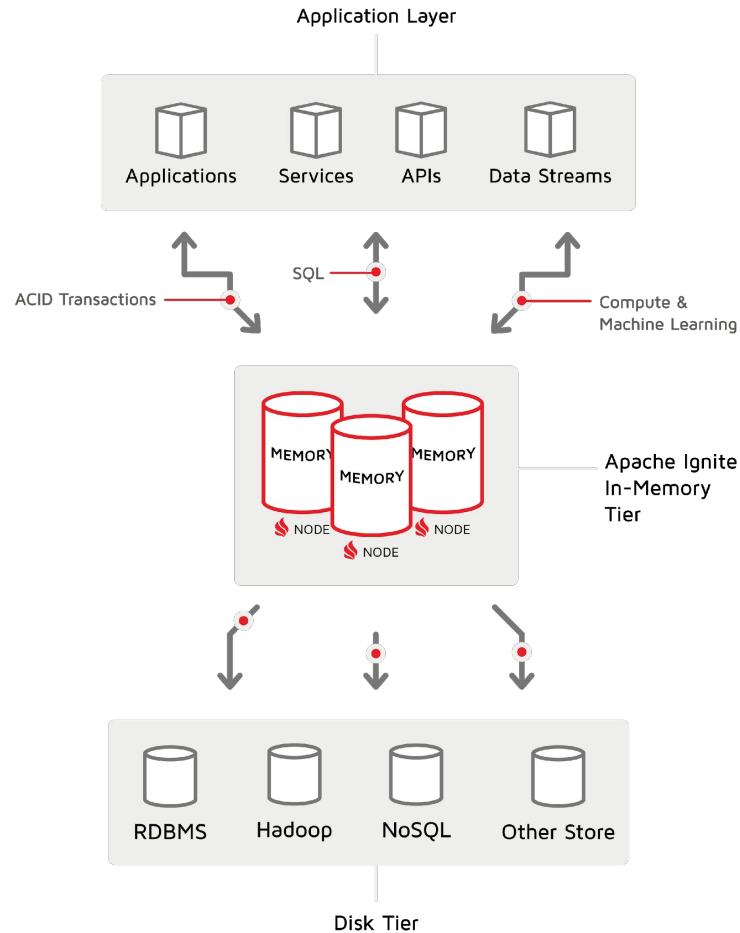 Application Layer
Applications
Services
APIs
Data Streams
SQL
ACID Transactions
Compute &
Machine Learning
MEMORY
MEMORY
MEMORY
NODE
NODE
NODE
Apache Ignite
In-Memory
Tier
RDBMS
Hadoop
NoSQL
Other Store
Disk Tier